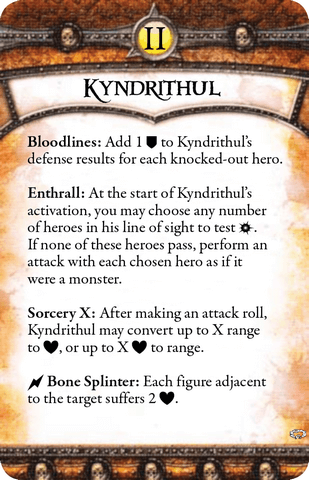 II
KYNDRITHUL
Bloodlines: Add 1 to Kyndrithul's
defense results for each knocked-out hero.
Enthrall: At the start of Kyndrithul's
activation, you may choose any number
of heroes in his line of sight to test .
If none of these heroes pass, perform an
attack with each chosen hero as if it
were a monster.
Sorcery X: After making an attack roll,
Kyndrithul may convert up to X range
to , or up to X to range.
Bone Splinter: Each figure adjacent
to the target suffers 2 .